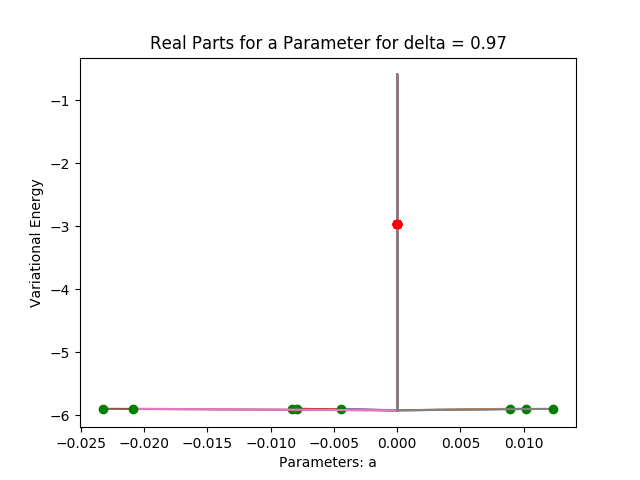 Real Parts for a Parameter for delta = 0.97
Variational Energy
−1
−2
−3
−4
−5
−6
−0.025 −0.020 −0.015 −0.010 −0.005 0.000 0.005 0.010
Parameters: a